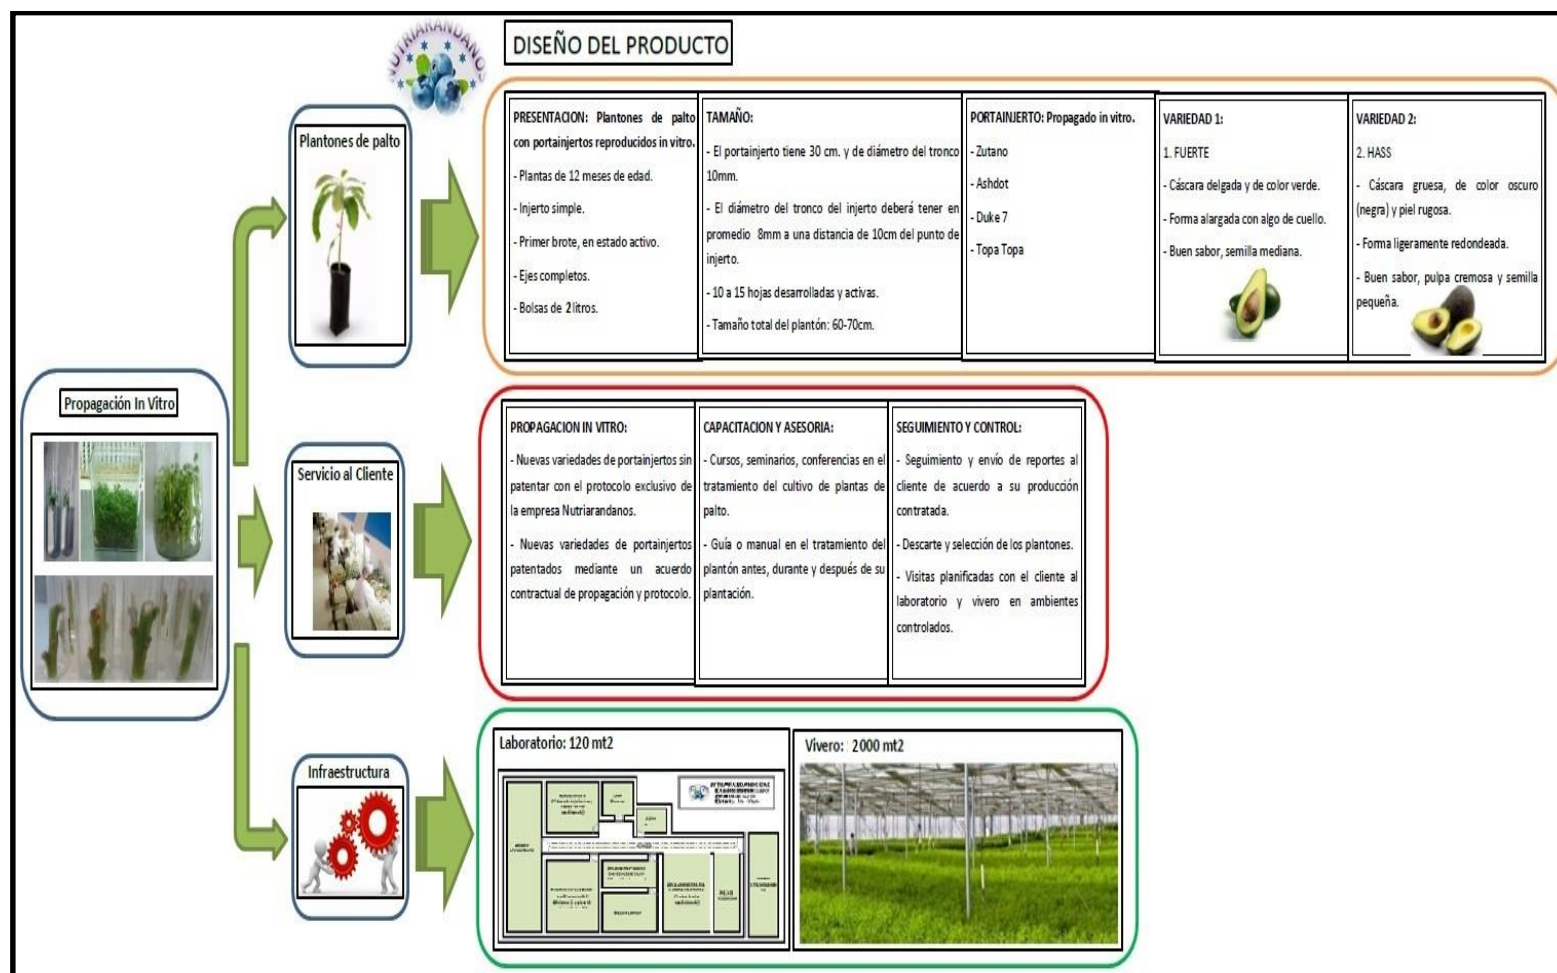 NUTRIARANDANOS
DISEÑO DEL PRODUCTO
Plantones de palto
PRESENTACION: Plantones de palto
con portainjertos reproducidos in vitro.
- Plantas de 12 meses de edad.
- Injerto simple.
- Primer brote, en estado activo.
- Ejes completos.
- Bolsas de 2 litros.
TAMAÑO:
- El portainjerto tiene 30 cm. y de diámetro del tronco
10mm.
- El diámetro del tronco del injerto deberá tener en
promedio 8mm a una distancia de 10cm del punto de
injerto.
- 10 a 15 hojas desarrolladas y activas.
- Tamaño total del plantón: 60-70cm.
PORTAINJERTO: Propagado in vitro.
- Zutano
- Ashdot
- Duke 7
- Topa Topa
VARIEDAD 1:
1. FUERTE
- Cáscara delgada y de color verde.
- Forma alargada con algo de cuello.
- Buen sabor, semilla mediana.
VARIEDAD 2:
2. HASS
- Cáscara gruesa, de color oscuro
(negra) y piel rugosa.
- Forma ligeramente redondeada.
- Buen sabor, pulpa cremosa y semilla
pequeña.
Propagación In Vitro
Servicio al Cliente
PROPAGACION IN VITRO:
- Nuevas variedades de portainjertos sin
patentar con el protocolo exclusivo de
la empresa Nutriarandanos.
- Nuevas variedades de portainjertos
patentados mediante un acuerdo
contractual de propagación y protocolo.
CAPACITACION Y ASESORIA:
- Cursos, seminarios, conferencias en el
tratamiento del cultivo de plantas de
palto.
- Guía o manual en el tratamiento del
plantón antes, durante y después de su
plantación.
SEGUIMIENTO Y CONTROL:
- Seguimiento y envío de reportes al
cliente de acuerdo a su producción
contratada.
- Descarte y selección de los plantones.
- Visitas planificadas con el cliente al
laboratorio y vivero en ambientes
controlados.
Infraestructura
Laboratorio: 120 mt2
Vivero: 2000 mt2